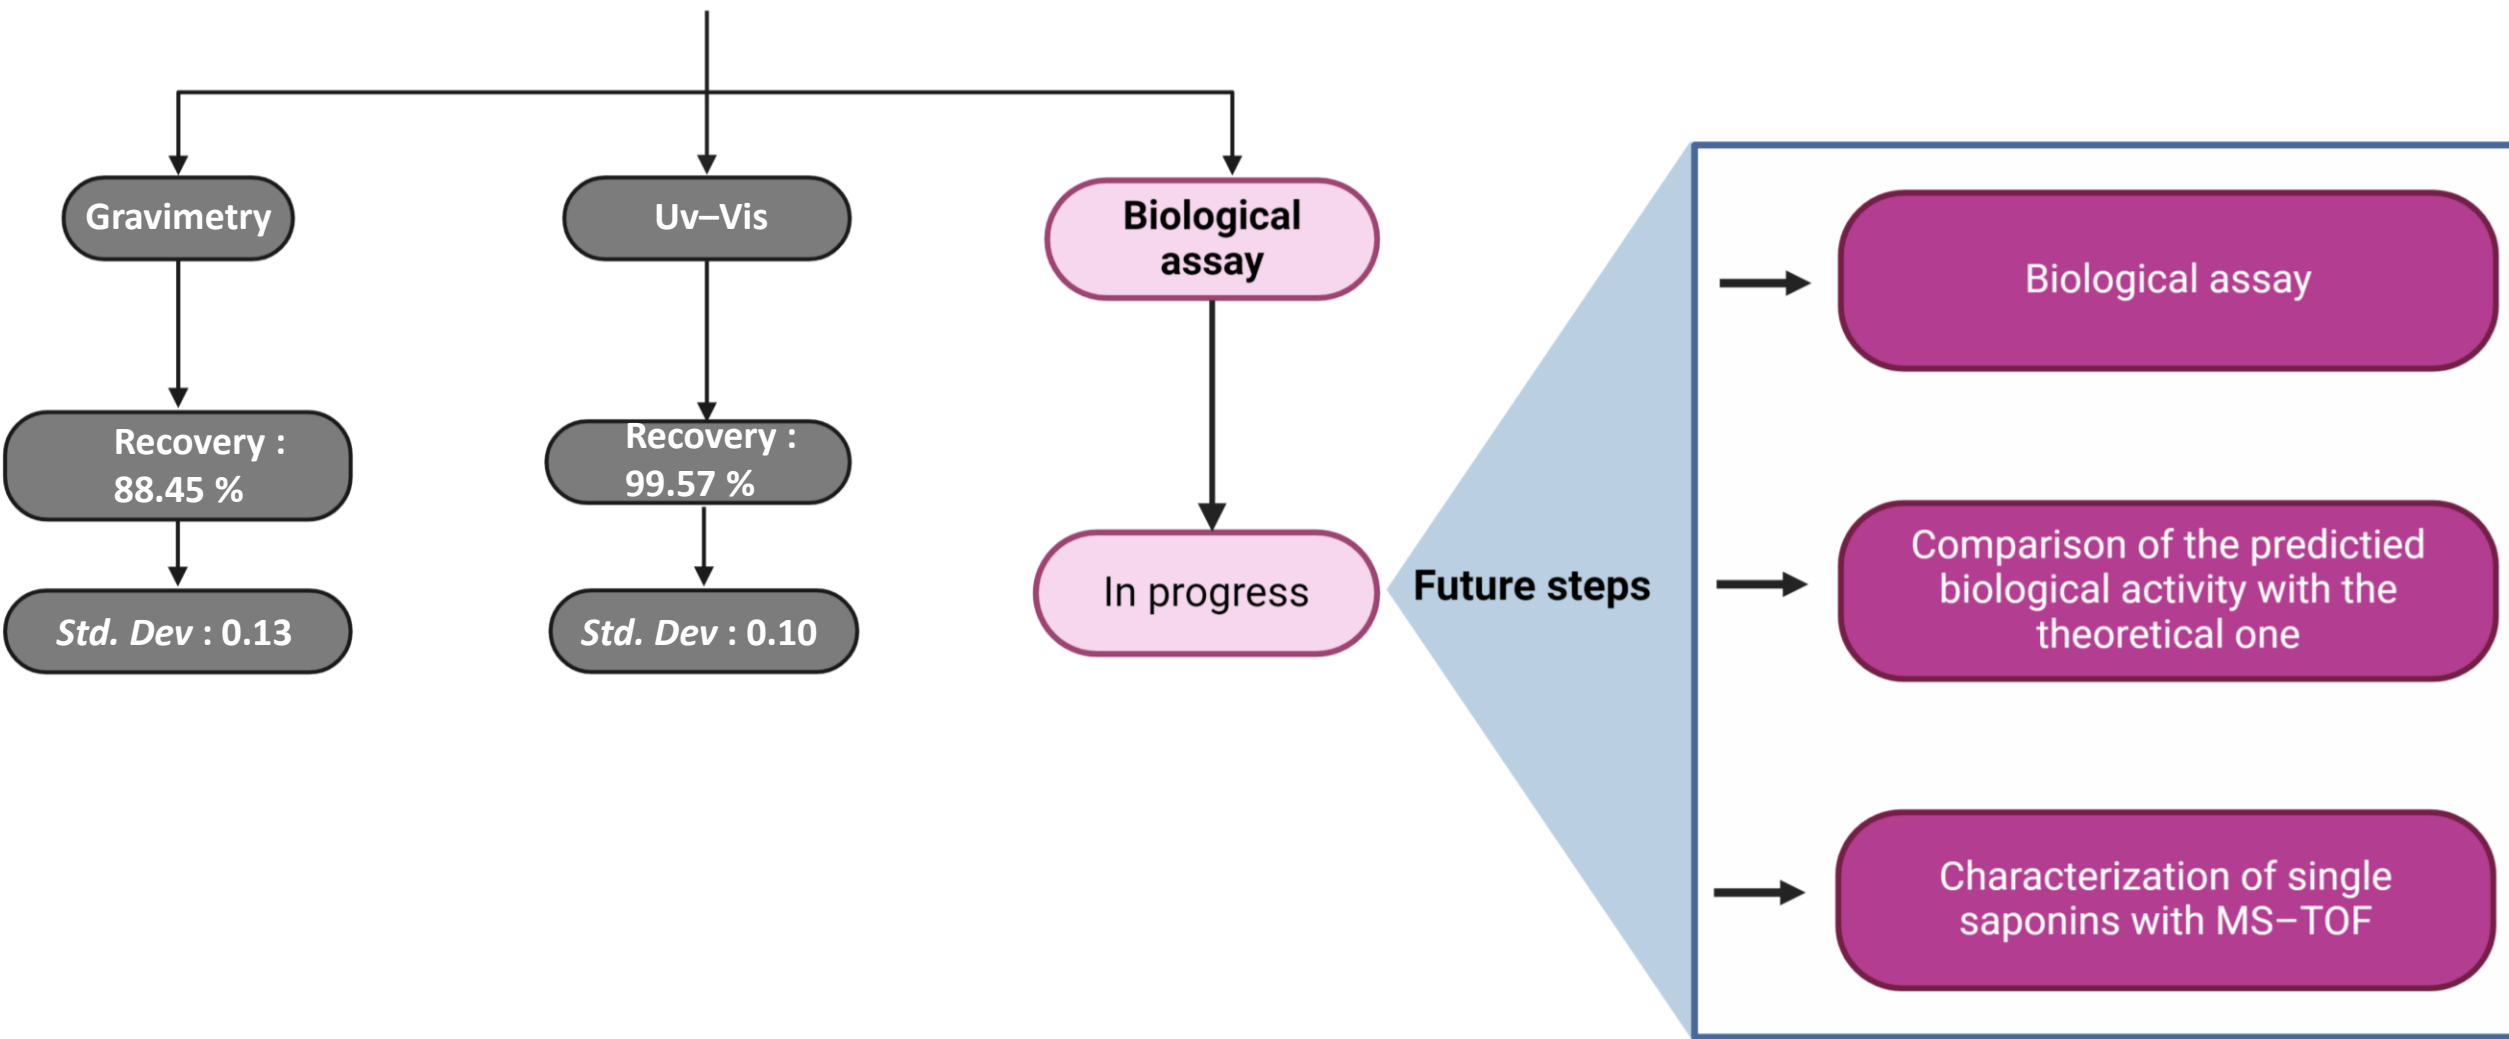 Gravimetry
Recovery :
88.45 %
Std. Dev : 0.13
Uv–Vis
Recovery :
99.57 %
Std. Dev : 0.10
Biological
assay
In progress
Future steps
Biological assay
Comparison of the predictied
biological activity with the
theoretical one
Characterization of single
saponins with MS–TOF